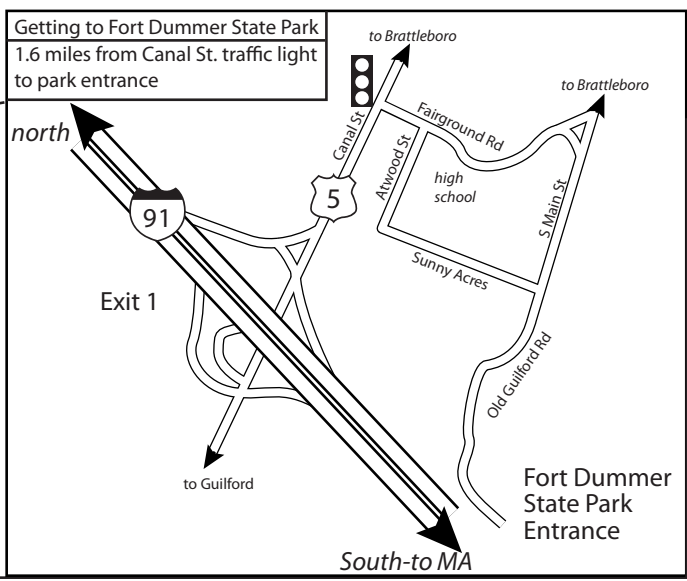 Getting to Fort Dummer State Park
1.6 miles from Canal St. traffic light
to park entrance
to Brattleboro
to Brattleboro
north
Canal St
Fairground Rd
Atwood St
high
school
5
91
S Main St
Sunny Acres
Exit 1
Old Guilford Rd
to Guilford
Fort Dummer
State Park
Entrance
South-to MA